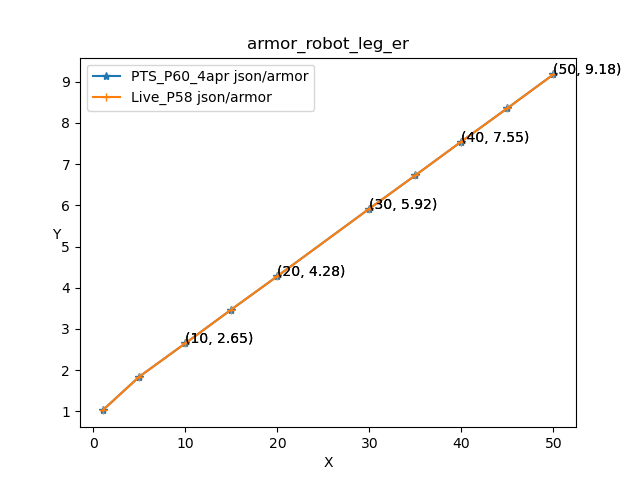 armor_robot_leg_er
PTS_P60_4apr json/armor
Live_P58 json/armor
(50, 9.18)
(40, 7.55)
(30, 5.92)
(20, 4.28)
(10, 2.65)
9
8
7
6
5
4
3
2
1
Y
0 10 20 30 40 50
X